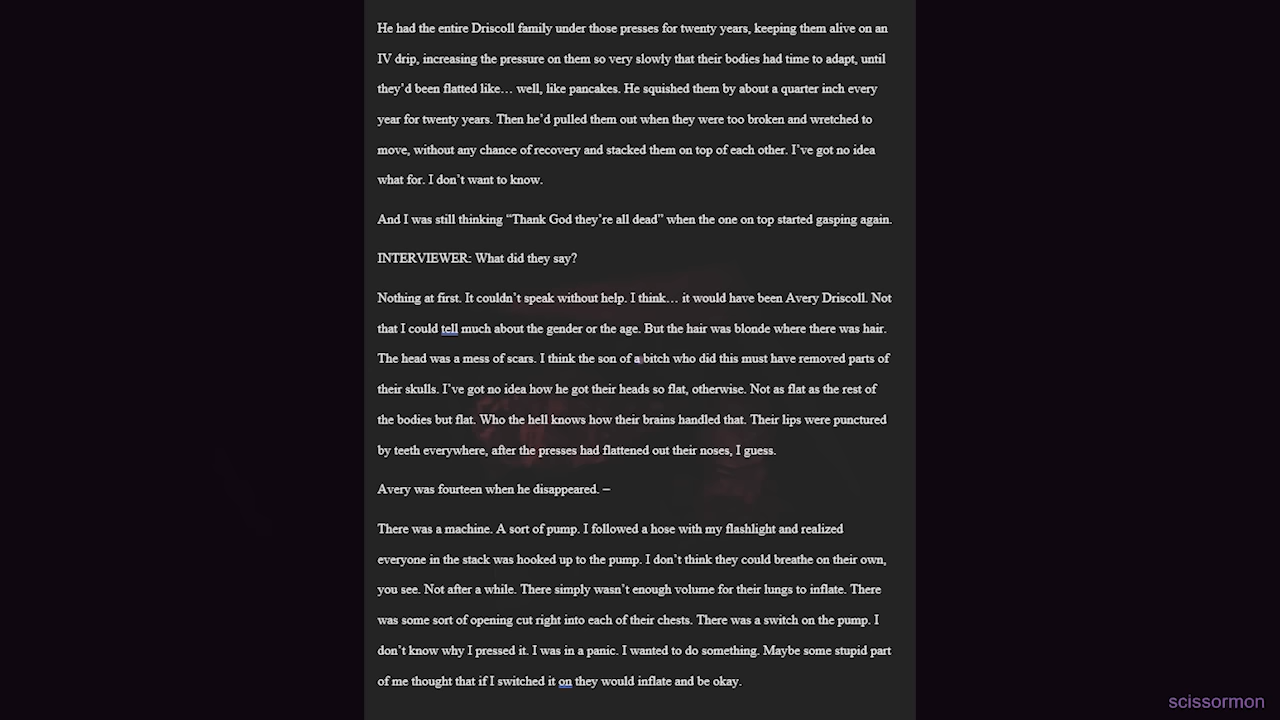 He had the entire Driscoll family under those presses for twenty years, keeping them alive on an
IV drip, increasing the pressure on them so very slowly that their bodies had time to adapt, until
they’d been flatted like… well, like pancakes. He squished them by about a quarter inch every
year for twenty years. Then he’d pulled them out when they were too broken and wretched to
move, without any chance of recovery and stacked them on top of each other. I’ve got no idea
what for. I don’t want to know.
And I was still thinking “Thank God they’re all dead” when the one on top started gasping again.
INTERVIEWER: What did they say?
Nothing at first. It couldn’t speak without help. I think… it would have been Avery Driscoll. Not
that I could tell much about the gender or the age. But the hair was blonde where there was hair.
The head was a mess of scars. I think the son of a bitch who did this must have removed parts of
their skulls. I’ve got no idea how he got their heads so flat, otherwise. Not as flat as the rest of
the bodies but flat. Who the hell knows how their brains handled that. Their lips were punctured
by teeth everywhere, after the presses had flattened out their noses, I guess.
Avery was fourteen when he disappeared. –
There was a machine. A sort of pump. I followed a hose with my flashlight and realized
everyone in the stack was hooked up to the pump. I don’t think they could breathe on their own,
you see. Not after a while. There simply wasn’t enough volume for their lungs to inflate. There
was some sort of opening cut right into each of their chests. There was a switch on the pump. I
don’t know why I pressed it. I was in a panic. I wanted to do something. Maybe some stupid part
of me thought that if I switched it on they would inflate and be okay.
scissormon